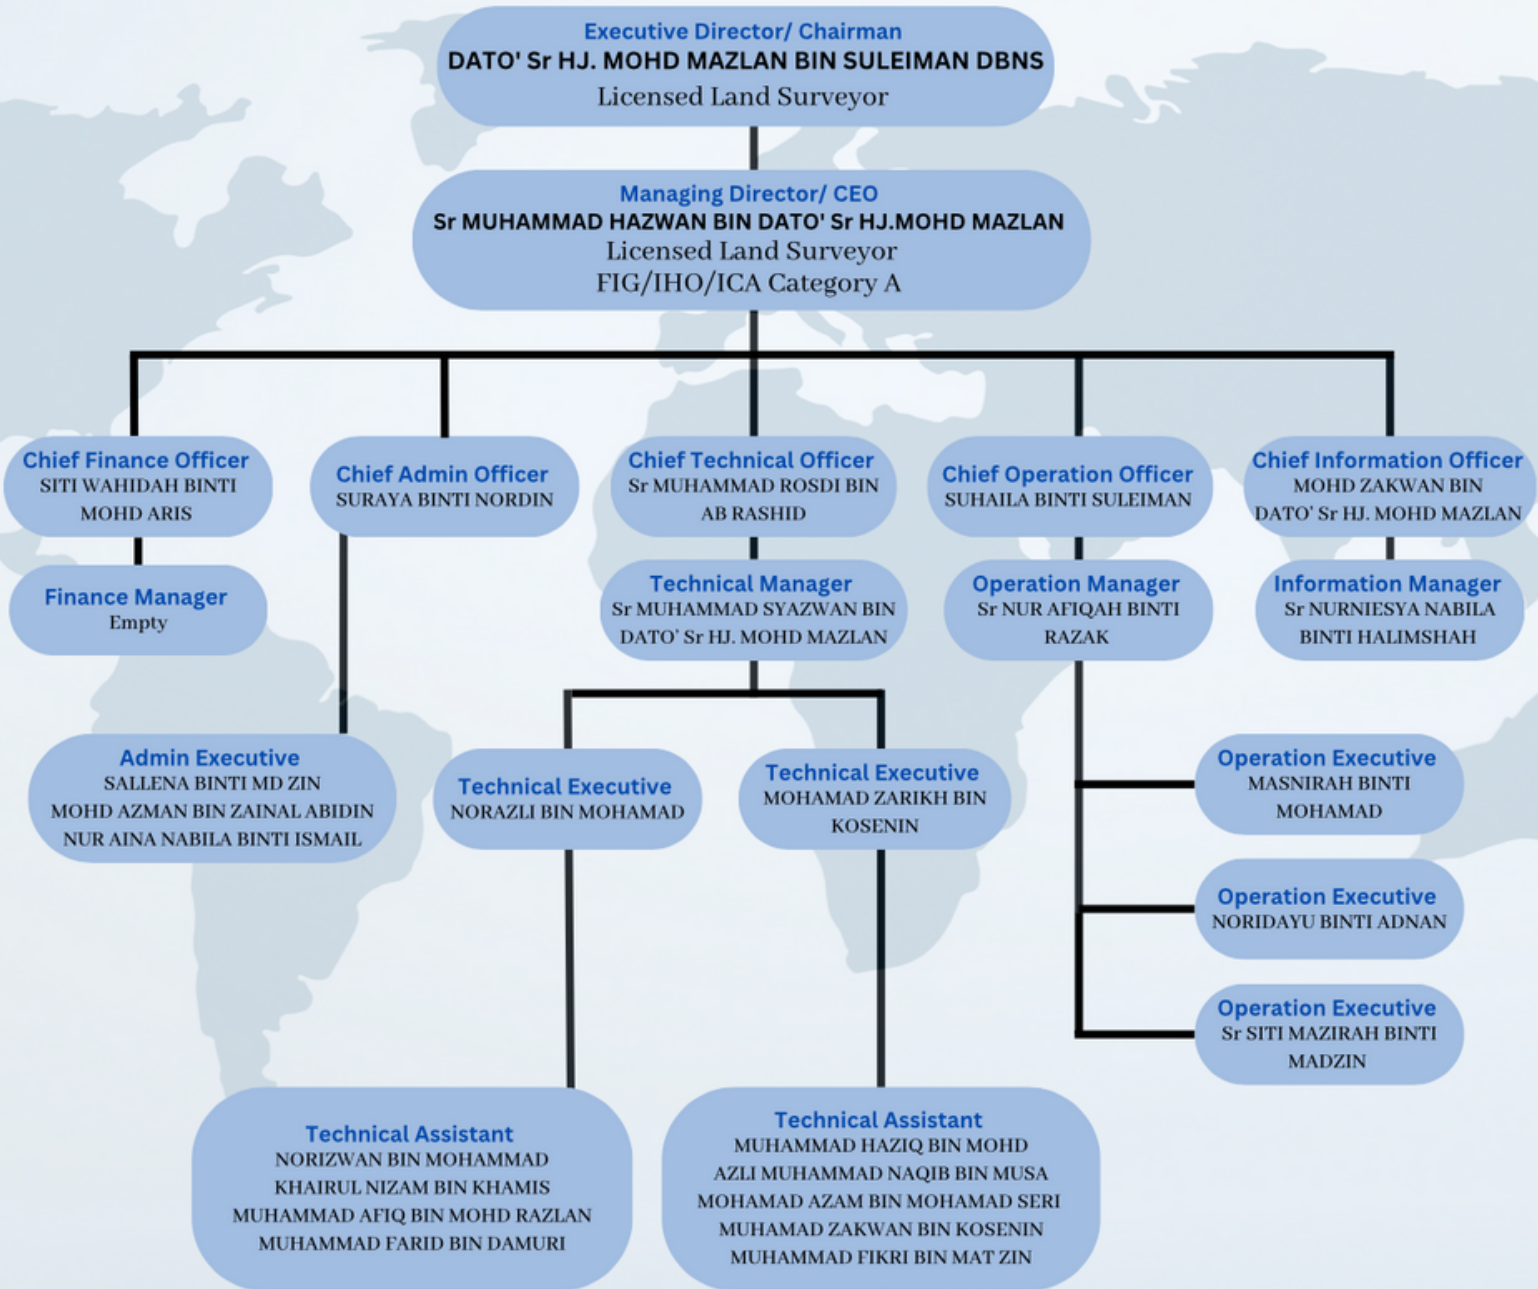 Executive Director/ Chairman
DATO' Sr HJ. MOHD MAZLAN BIN SULEIMAN DBNS
Licensed Land Surveyor
Managing Director/ CEO
Sr MUHAMMAD HAZWAN BIN DATO' Sr HJ.MOHD MAZLAN
Licensed Land Surveyor
FIG/IHO/ICA Category A
Chief Finance Officer
SITI WAHIDAH BINTI
MOHD ARIS
Chief Admin Officer
SURAYA BINTI NORDIN
Chief Technical Officer
Sr MUHAMMAD ROSDI BIN
AB RASHID
Chief Operation Officer
SUHAILA BINTI SULEIMAN
Chief Information Officer
MOHD ZAKWAN BIN
DATO' Sr HJ. MOHD MAZLAN
Finance Manager
Empty
Technical Manager
Sr MUHAMMAD SYAZWAN BIN
DATO' Sr HJ. MOHD MAZLAN
Operation Manager
Sr NUR AFIQAH BINTI
RAZAK
Information Manager
Sr NURNIESYA NABILA
BINTI HALIMSHAH
Admin Executive
SALLENA BINTI MD ZIN
MOHD AZMAN BIN ZAINAL ABIDIN
NUR AINA NABILA BINTI ISMAIL
Technical Executive
NORAZLI BIN MOHAMAD
Technical Executive
MOHAMAD ZARIKH BIN
KOSENIN
Operation Executive
MASNIRAH BINTI
MOHAMAD
Operation Executive
NORIDAYU BINTI ADNAN
Operation Executive
Sr SITI MAZIRAH BINTI
MADZIN
Technical Assistant
NORIZWAN BIN MOHAMMAD
KHAIRUL NIZAM BIN KHAMIS
MUHAMMAD AFIQ BIN MOHD RAZLAN
MUHAMMAD FARID BIN DAMURI
Technical Assistant
MUHAMMAD HAZIQ BIN MOHD
AZLI MUHAMMAD NAQIB BIN MUSA
MOHAMAD AZAM BIN MOHAMAD SERI
MUHAMAD ZAKWAN BIN KOSENIN
MUHAMMAD FIKRI BIN MAT ZIN